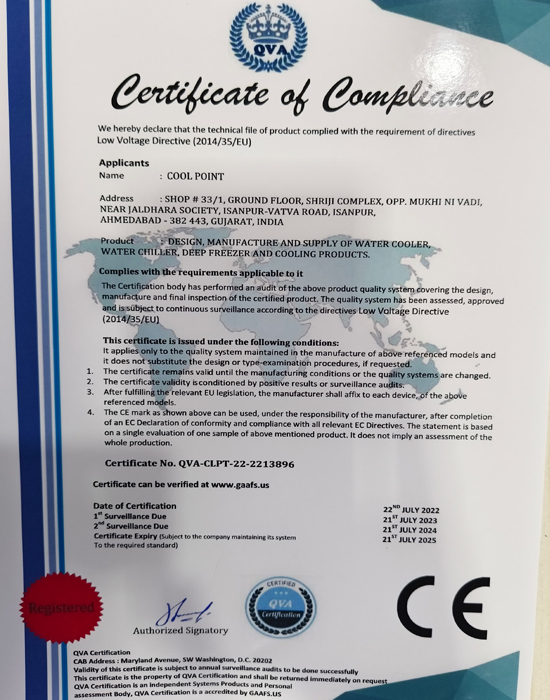 QVA
Certificate of Compliance
We hereby declare that the technical file of product complied with the requirement of directives
Low Voltage Directive (2014/35/EU)
Applicants
Name : COOL POINT
Address : SHOP # 33/1, GROUND FLOOR, SHRIJI COMPLEX, OPP. MUKHI NI VADI,
NEAR JALDHARA SOCIETY, ISANPUR-VATVA ROAD, ISANPUR,
AHMEDABAD - 382 443, GUJARAT, INDIA
Product : DESIGN, MANUFACTURE AND SUPPLY OF WATER COOLER,
WATER CHILLER, DEEP FREEZER AND COOLING PRODUCTS.
Complies with the requirements applicable to it
The Certification body has performed an audit of the above product quality system covering the design,
manufacture and final inspection of the certified product. The quality system has been assessed, approved
and is subject to continuous surveillance according to the directives Low Voltage Directive
(2014/35/EU)
This certificate is issued under the following conditions:
It applies only to the quality system maintained in the manufacture of above referenced models and
it does not substitute the design or type-examination procedures, if requested.
1. The certificate remains valid until the manufacturing conditions or the quality systems are changed.
2. The certificate validity is conditioned by positive results or surveillance audits.
3. After fulfilling the relevant EU legislation, the manufacturer shall affix to each device, of the above
referenced models.
4. The CE mark as shown above can be used, under the responsibility of the manufacturer, after completion
of an EC Declaration of conformity and compliance with all relevant EC Directives. The statement is based
on a single evaluation of one sample of above mentioned product. It does not imply an assessment of the
whole production.
Certificate No. QVA-CLPT-22-2213896
Certificate can be verified at www.gaafs.us
Date of Certification 22ND JULY 2022
1st Surveillance Due 21ST JULY 2023
2nd Surveillance Due 21ST JULY 2024
Certificate Expiry (Subject to the company maintaining its system 21ST JULY 2025
To the required standard)
Registered
CERTIFIED
QVA
Certification
CE
Authorized Signatory
QVA Certification
CAB Address : Maryland Avenue, SW Washington, D.C. 20202
Validity of this certificate is subject to annual surveillance audits to be done successfully
This certificate is the property of QVA Certification and shall be returned immediately on request
QVA Certification is an Independent Systems Products and Personal
assessment Body, QVA Certification is a accredited by GAAFS.US